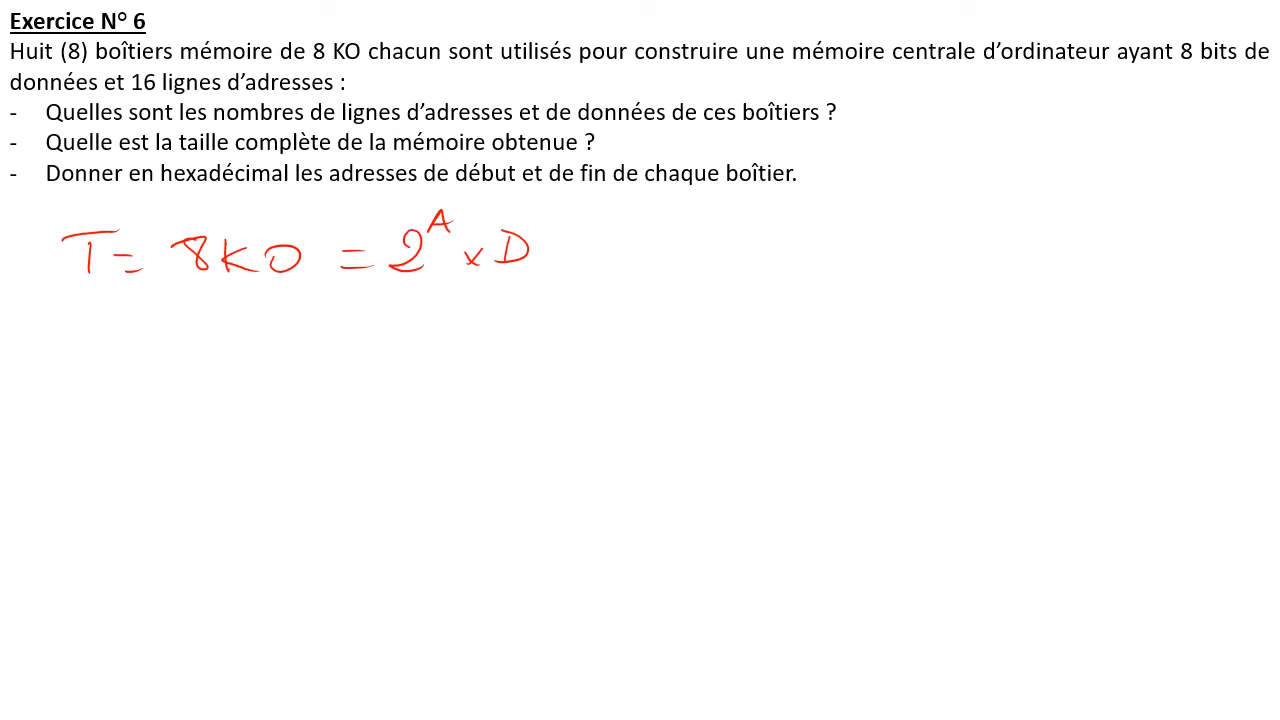 Exercice N° 6
Huit (8) boîtiers mémoire de 8 KO chacun sont utilisés pour construire une mémoire centrale d’ordinateur ayant 8 bits de
données et 16 lignes d’adresses :
- Quelles sont les nombres de lignes d’adresses et de données de ces boîtiers ?
- Quelle est la taille complète de la mémoire obtenue ?
- Donner en hexadécimal les adresses de début et de fin de chaque boîtier.
T = 8KO = 2^A x D